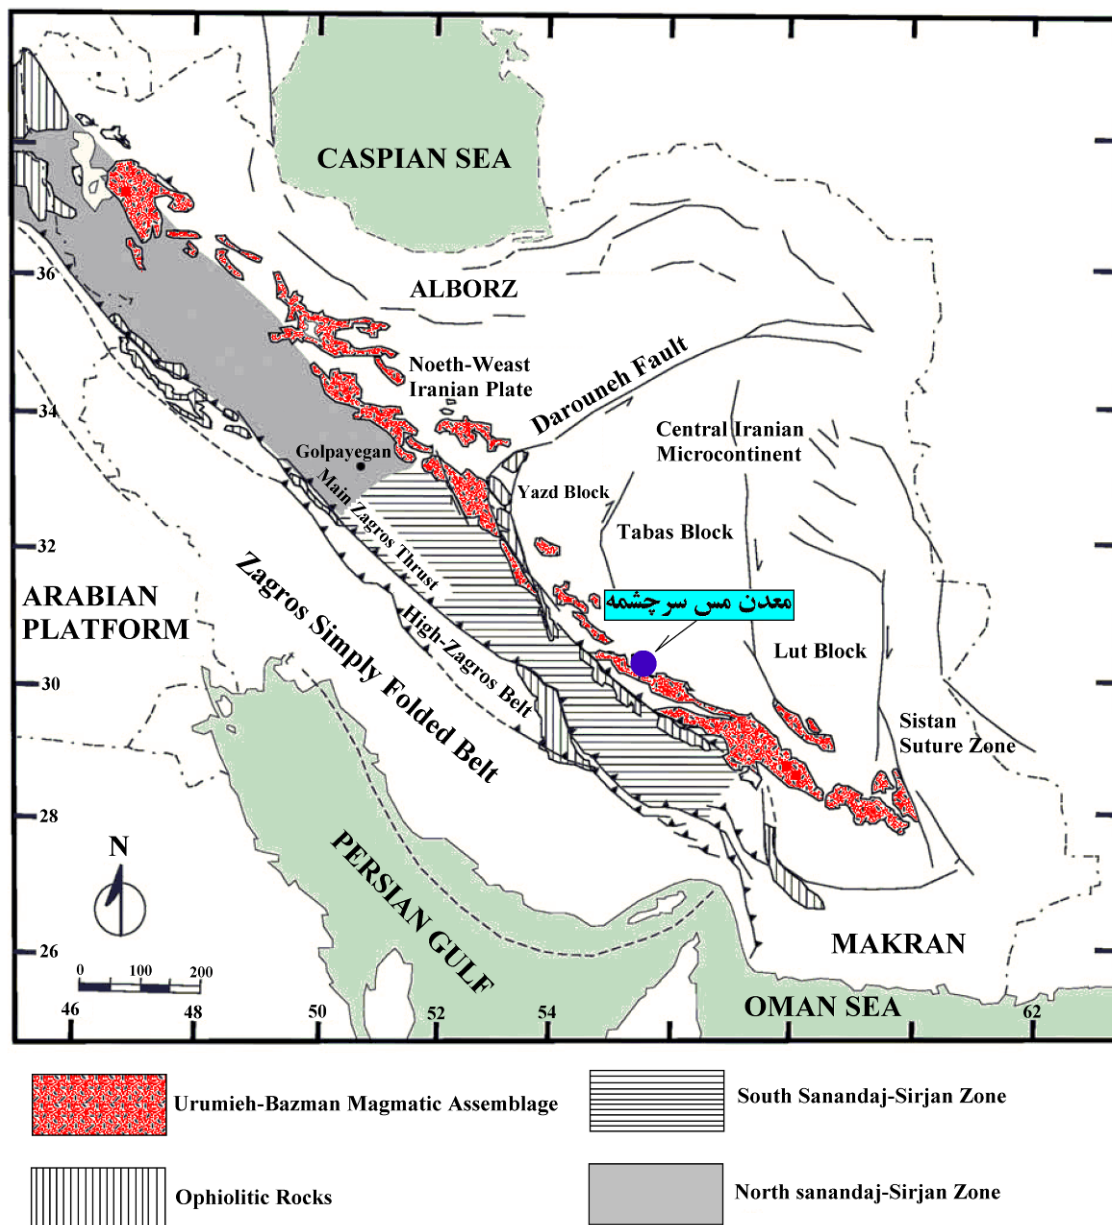 CASPIAN SEA
36
ALBORZ
Noeth-Weast
Iranian Plate
Darouneh Fault
34
Central Iranian
Microcontinent
Golpayegan
Main Zagros Thrust
Yazd Block
32
Tabas Block
ARABIAN
PLATFORM
Zagros Simply Folded Belt
High-Zagros Belt
معدن مس سرچشمه
Lut Block
30
Sistan
Suture Zone
28
N
PERSIAN GULF
MAKRAN
26
0 100 200
OMAN SEA
46 48 50 52 54 62
Urumieh-Bazman Magmatic Assemblage
South Sanandaj-Sirjan Zone
Ophiolitic Rocks
North sanandaj-Sirjan Zone